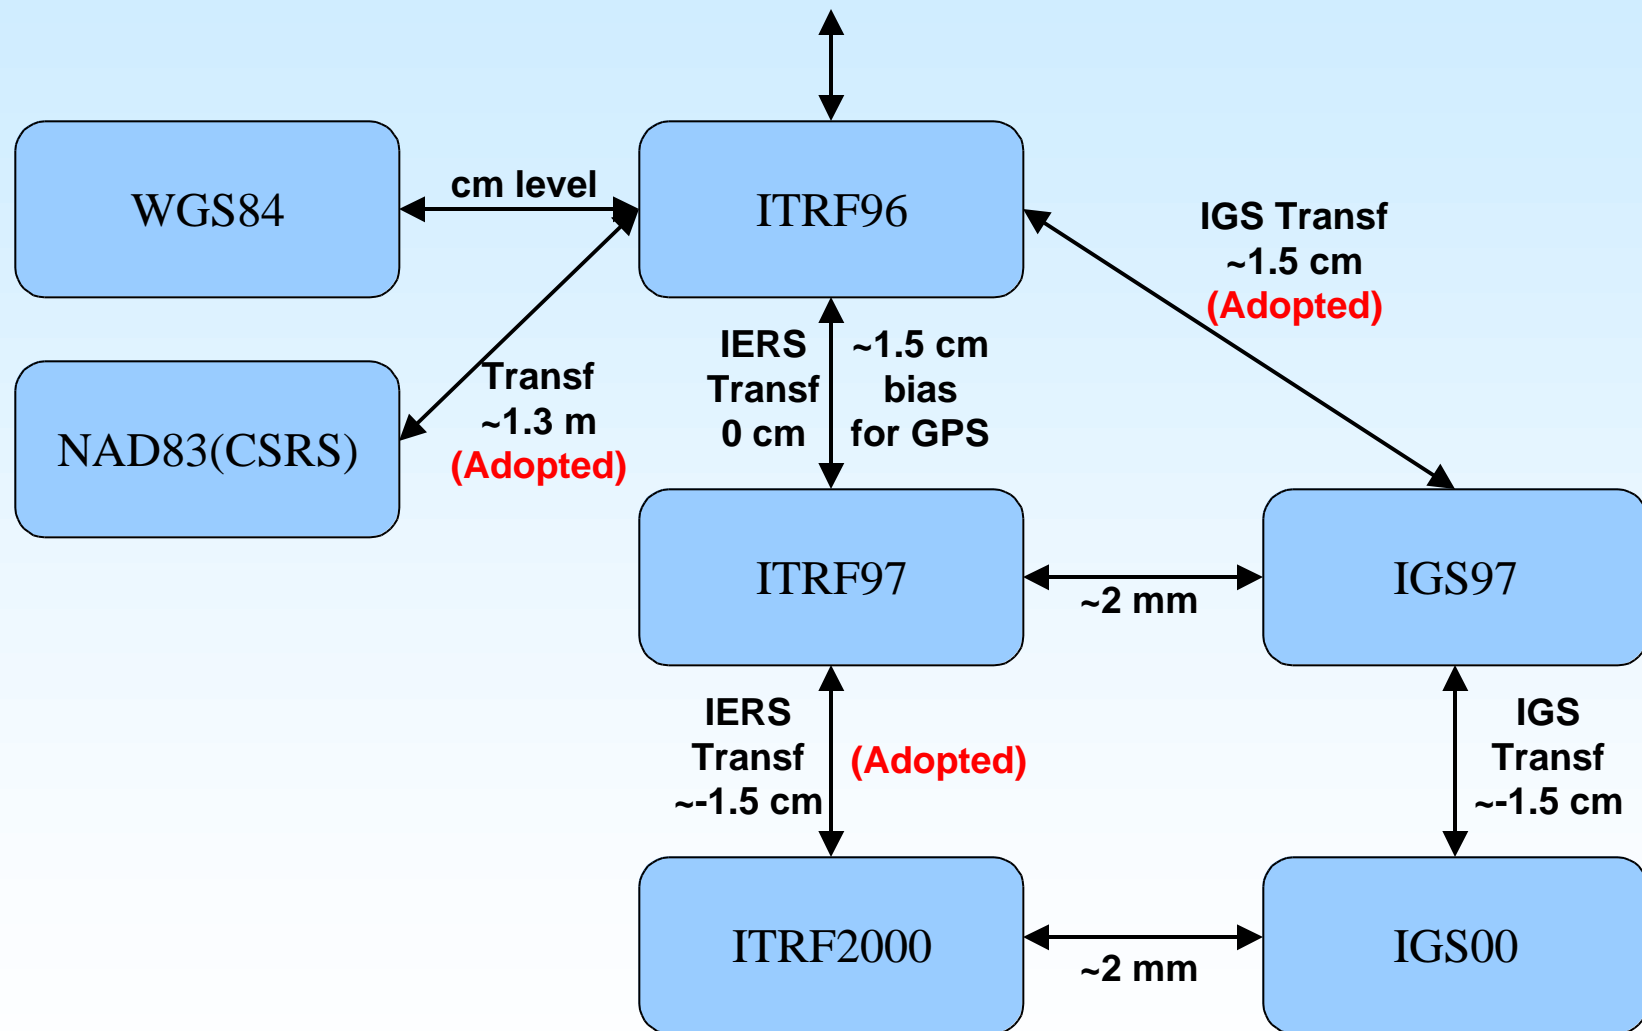 WGS84
cm level
ITRF96
IGS Transf
~1.5 cm
(Adopted)
NAD83(CSRS)
Transf
~1.3 m
(Adopted)
IERS
Transf
0 cm
~1.5 cm
bias
for GPS
ITRF97
~2 mm
IGS97
IERS
Transf
~-1.5 cm
(Adopted)
IGS
Transf
~-1.5 cm
ITRF2000
~2 mm
IGS00